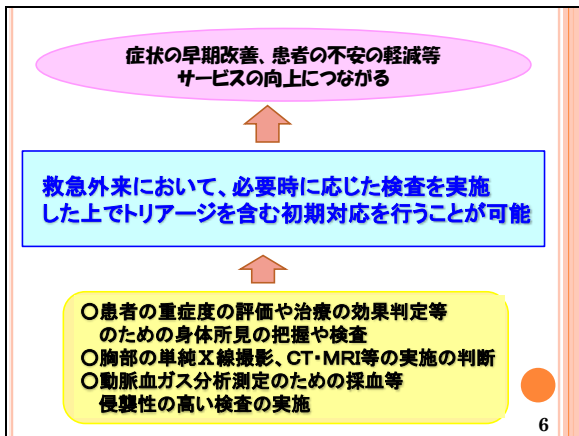 症状の早期改善、患者の不安の軽減等
サービスの向上につながる
救急外来において、必要時に応じた検査を実施
した上でトリアージを含む初期対応を行うことが可能
○患者の重症度の評価や治療の効果判定等
のための身体所見の把握や検査
○胸部の単純X線撮影、CT・MRI等の実施の判断
○動脈血ガス分析測定のための採血等
侵襲性の高い検査の実施
6